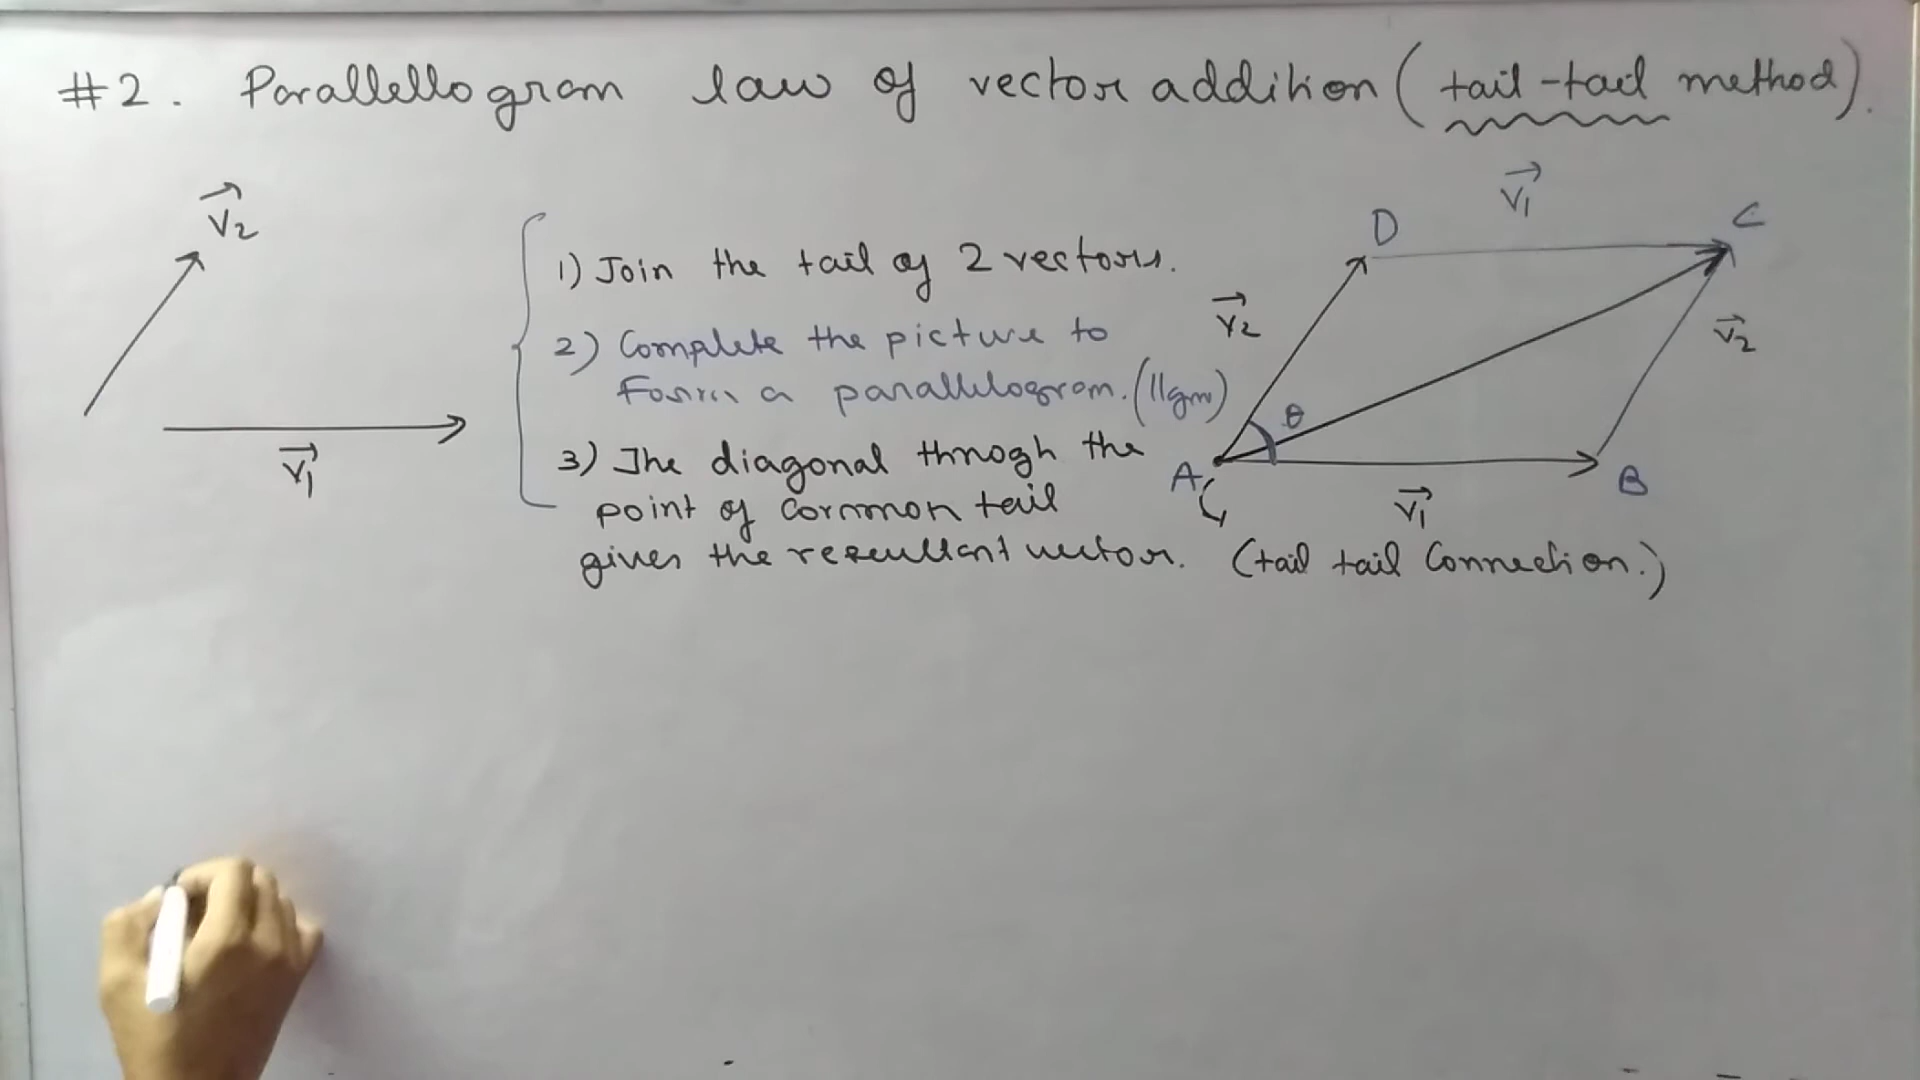 #2. Parallellogram law of vector addition (tail-tail method).
V2
V1
1) Join the tail of 2 vectors.
2) Complete the picture to
Form a parallelogram. (||gm)
3) The diagonal throgh the
point of common tail
gives the resultant vector.
V1
D
C
V2
V2
θ
A
B
V1
(tail tail Connection.)